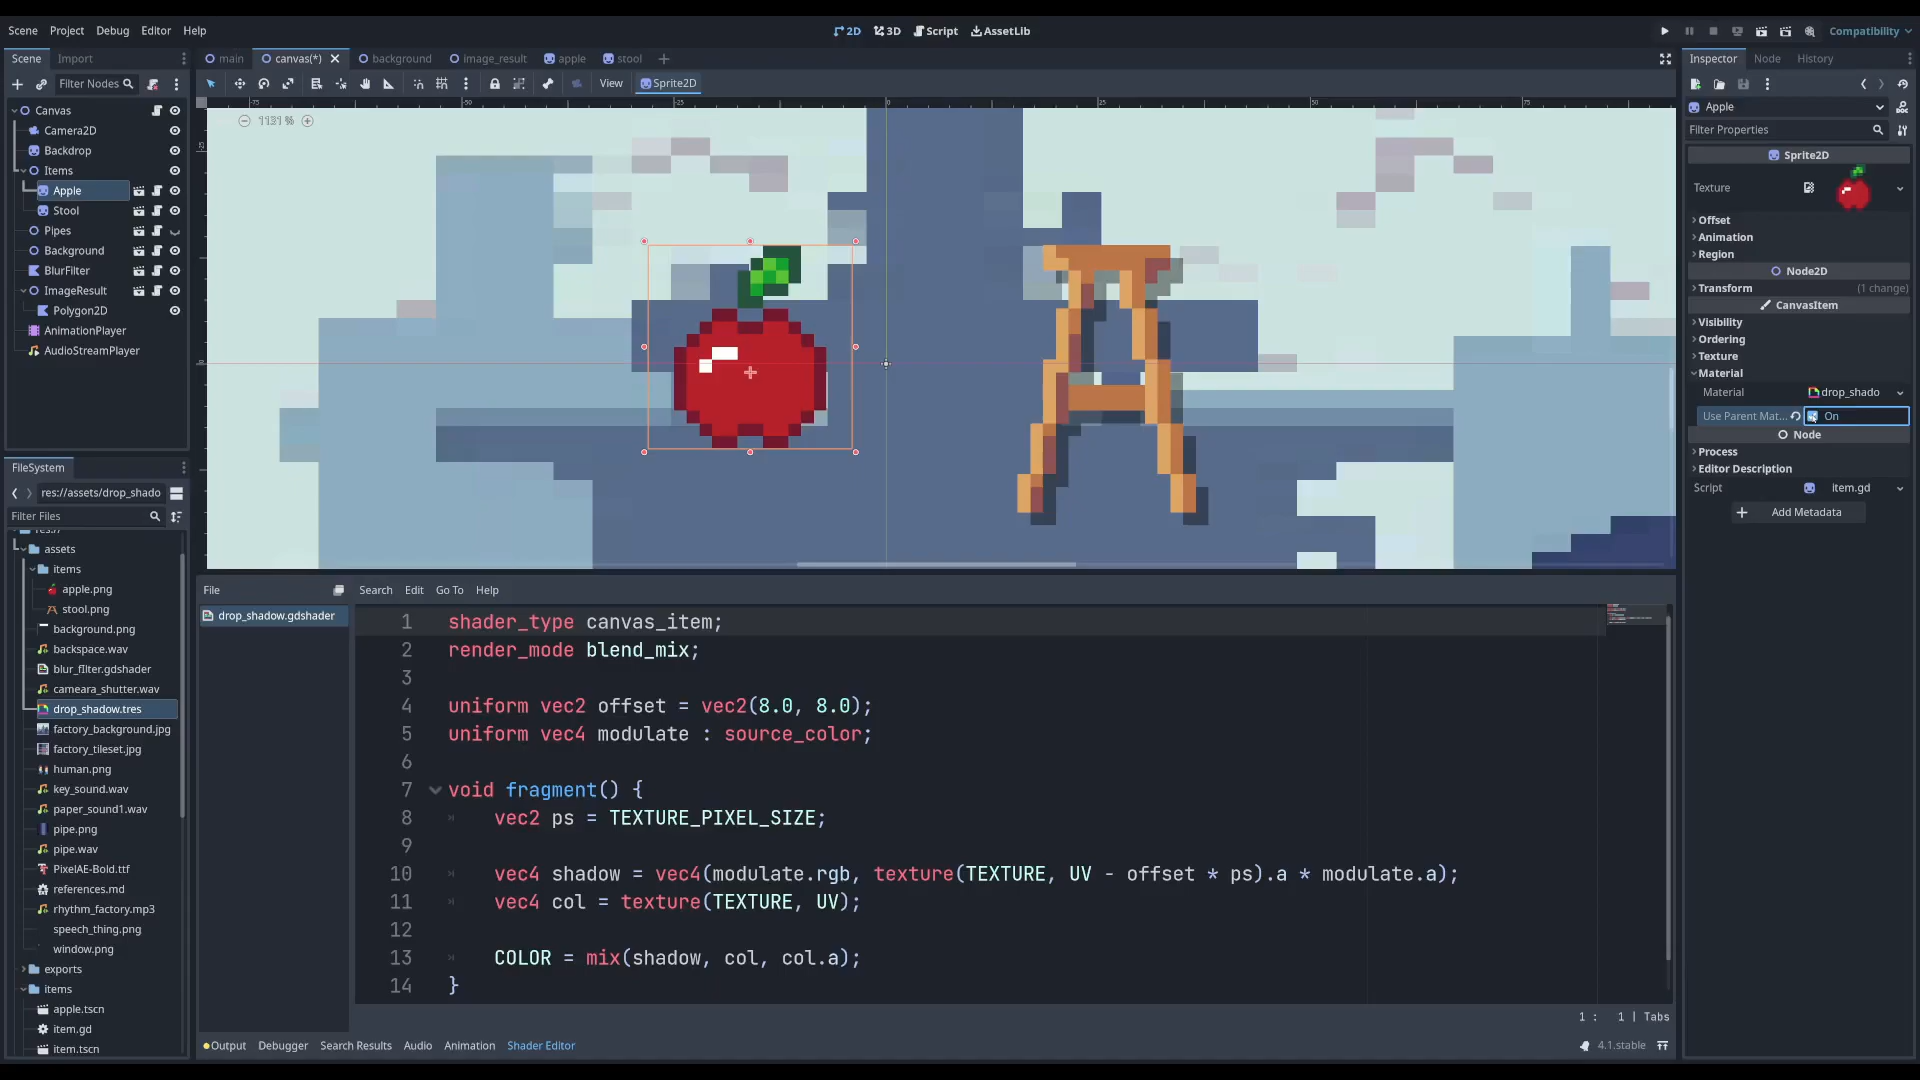 Scene Project Debug Editor Help 2D 3D Script AssetLib Compatibility
Scene Import
main canvas(*) background image_result apple stool
Inspector Node History
Filter Nodes
View Sprite2D
Canvas
Camera2D
Backdrop
Items
Apple
Stool
Pipes
Background
BlurFilter
ImageResult
Polygon2D
AnimationPlayer
AudioStreamPlayer
-75 -50 -25 0 25 50 75
1131 %
Apple
Filter Properties
Sprite2D
Texture
Offset
Animation
Region
Node2D
Transform (1 change)
CanvasItem
Visibility
Ordering
Texture
Material
Material drop_shado
Use Parent Mat... On
Node
Process
Editor Description
Script item.gd
Add Metadata
FileSystem
res://assets/drop_shado
Filter Files
res://
assets
items
apple.png
stool.png
background.png
backspace.wav
blur_filter.gdshader
cameara_shutter.wav
drop_shadow.tres
factory_background.jpg
factory_tileset.jpg
human.png
key_sound.wav
paper_sound1.wav
pipe.png
pipe.wav
PixelAE-Bold.ttf
references.md
rhythm_factory.mp3
speech_thing.png
window.png
exports
items
apple.tscn
item.gd
item.tscn
File Search Edit Go To Help
drop_shadow.gdshader
1 shader_type canvas_item;
2 render_mode blend_mix;
3
4 uniform vec2 offset = vec2(8.0, 8.0);
5 uniform vec4 modulate : source_color;
6
7 void fragment() {
8 vec2 ps = TEXTURE_PIXEL_SIZE;
9
10 vec4 shadow = vec4(modulate.rgb, texture(TEXTURE, UV - offset * ps).a * modulate.a);
11 vec4 col = texture(TEXTURE, UV);
12
13 COLOR = mix(shadow, col, col.a);
14 }
1 : 1 | Tabs
Output Debugger Search Results Audio Animation Shader Editor 4.1.stable